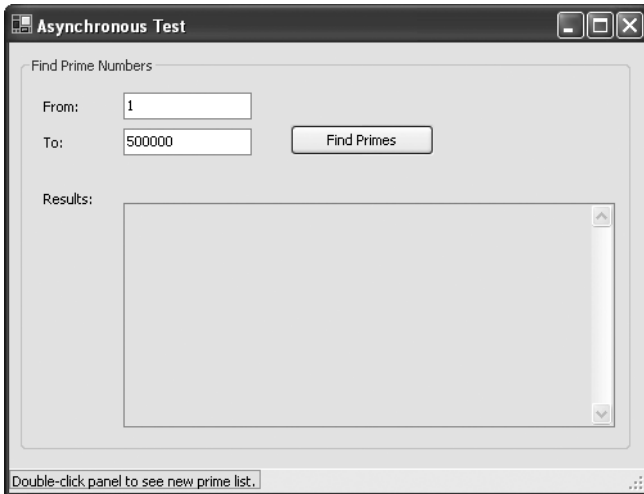 Asynchronous Test
Find Prime Numbers
From: 1
To: 500000 Find Primes
Results:
Double-click panel to see new prime list.